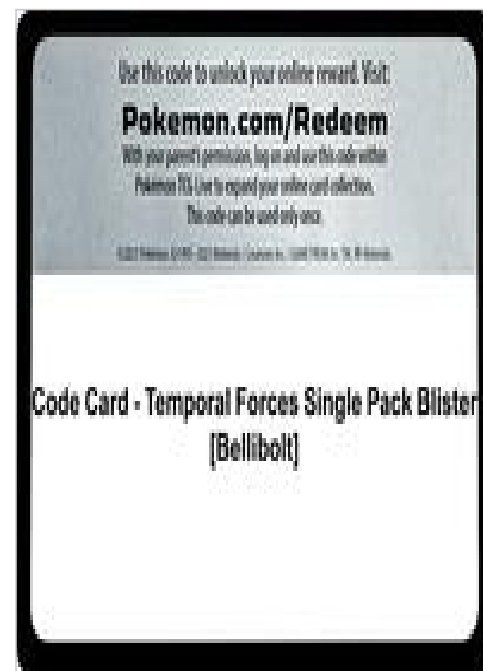 Use this code to unlock your online reward. Visit:
Pokemon.com/Redeem
With your parent's permission, log on and use this code within
Pokémon TCG Live to expand your online card collection.
This code can be used only once.
Code Card - Temporal Forces Single Pack Blister
[Bellibolt]